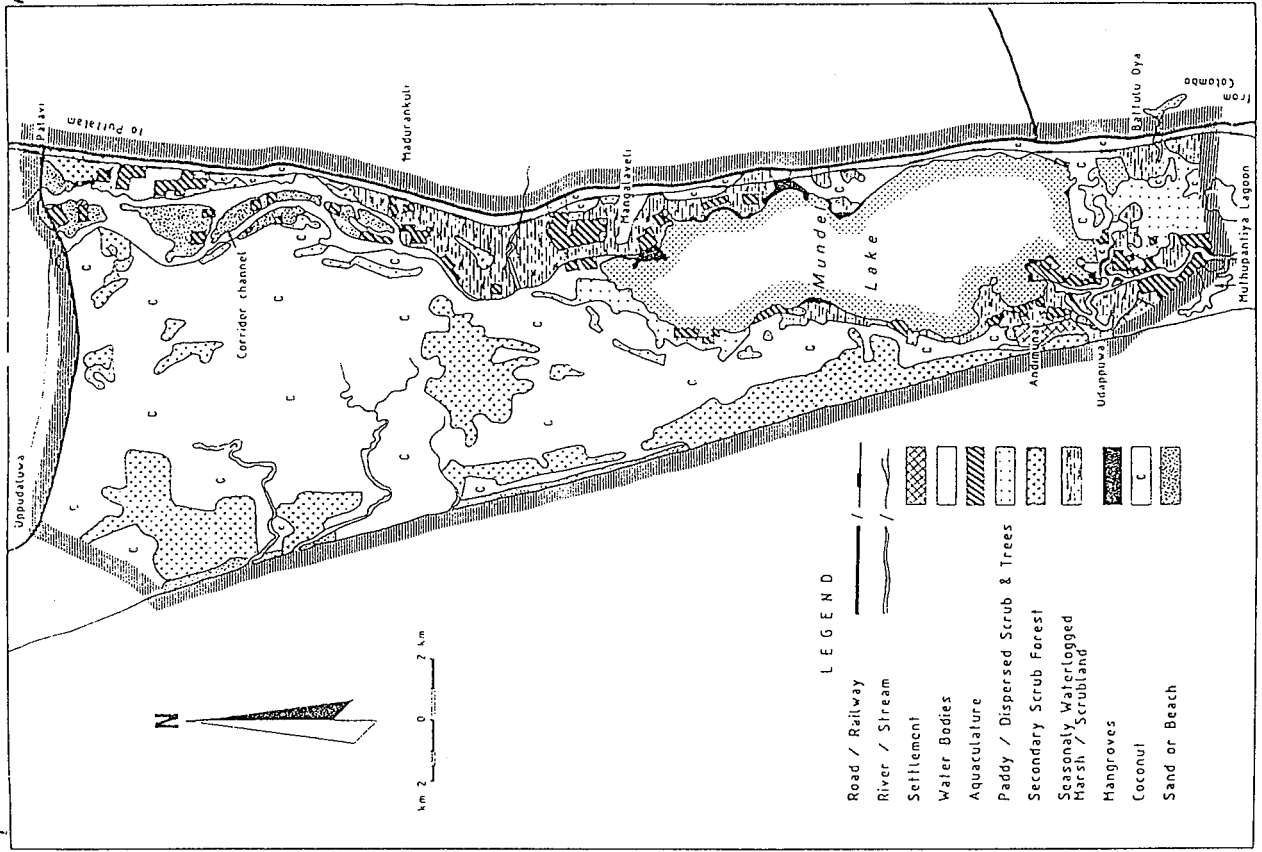 Uppudaluwa
Palavi
to Puttalam
Corridor channel
Madurankuli
Mangalaveli
Munde
Lake
Andimunai
Udappuwa
Battulu Oya
from
Colombo
Muthupantiya Lagoon
N
km 2 0 2 km
LEGEND
Road / Railway
River / Stream
Settlement
Water Bodies
Aquaculature
Paddy / Dispersed Scrub & Trees
Secondary Scrub Forest
Seasonaly Waterlogged
Marsh / Scrubland
Mangroves
Coconut
C
Sand or Beach